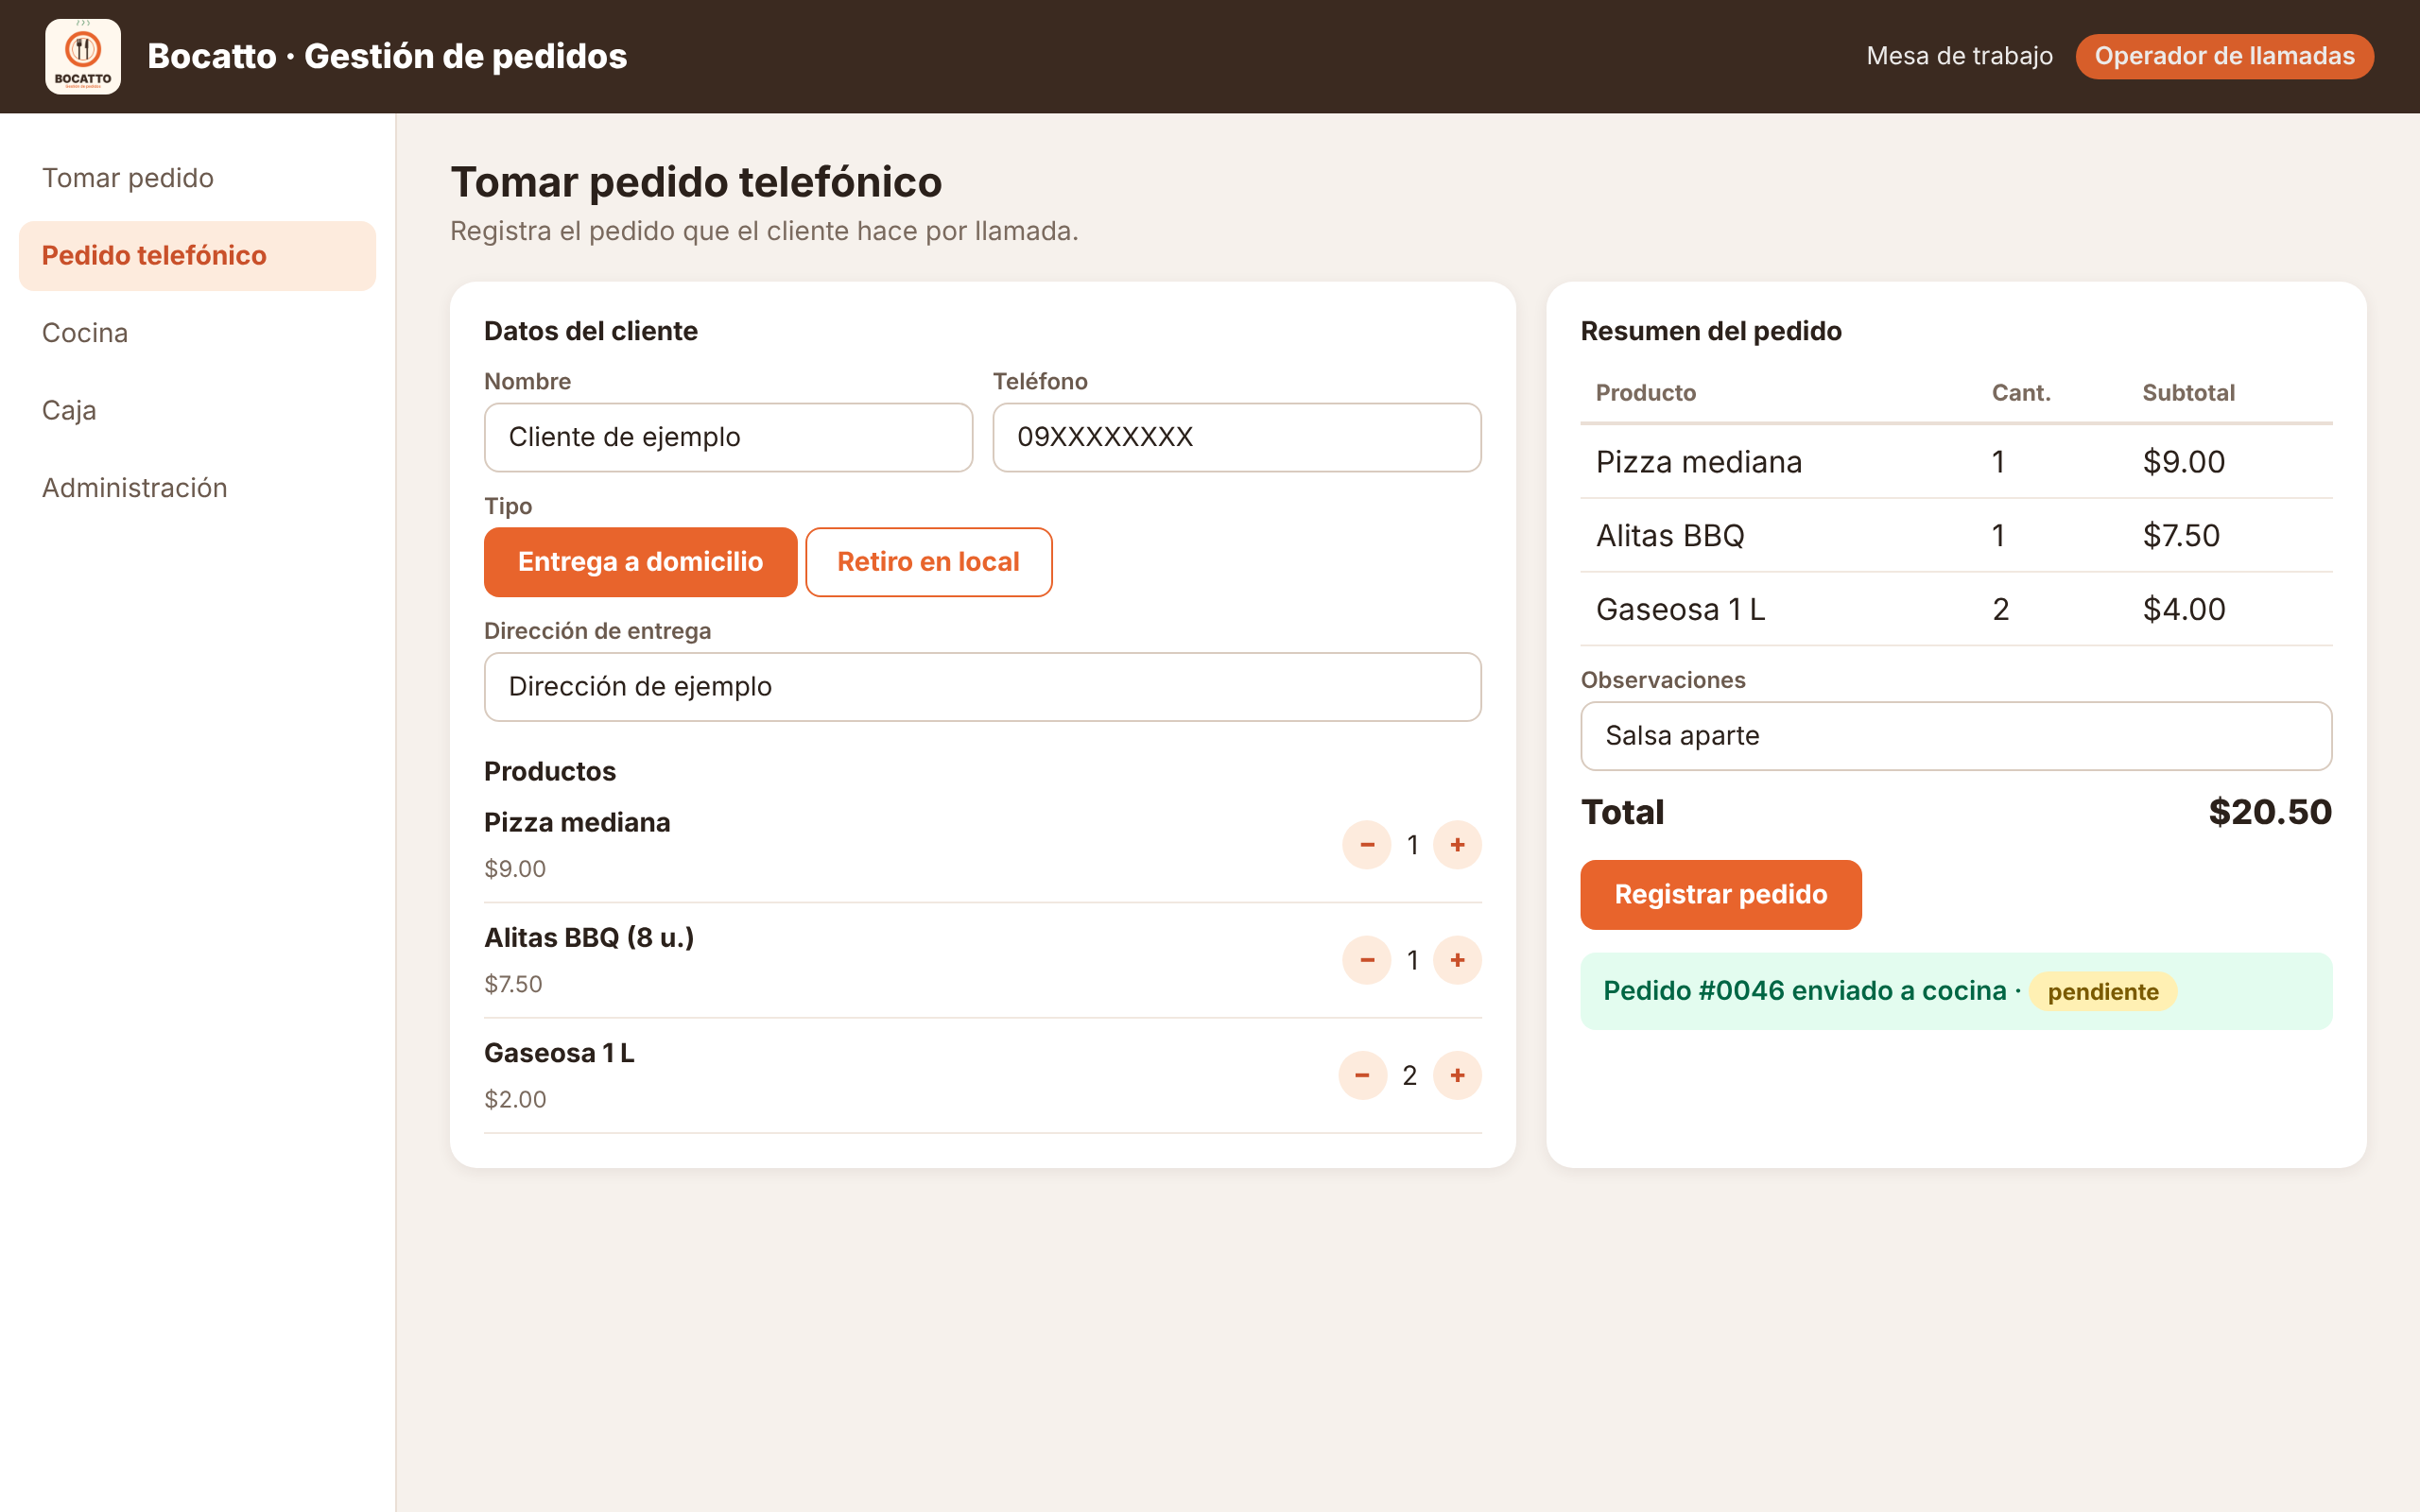 BOCATTO
Gestión de pedidos
Bocatto · Gestión de pedidos
Mesa de trabajo
Operador de llamadas
Tomar pedido
Pedido telefónico
Cocina
Caja
Administración
Tomar pedido telefónico
Registra el pedido que el cliente hace por llamada.
Datos del cliente
Nombre Teléfono
Cliente de ejemplo 09XXXXXXXX
Tipo
Entrega a domicilio Retiro en local
Dirección de entrega
Dirección de ejemplo
Productos
Pizza mediana
$9.00
− 1 +
Alitas BBQ (8 u.)
$7.50
− 1 +
Gaseosa 1 L
$2.00
− 2 +
Resumen del pedido
Producto Cant. Subtotal
Pizza mediana 1 $9.00
Alitas BBQ 1 $7.50
Gaseosa 1 L 2 $4.00
Observaciones
Salsa aparte
Total $20.50
Registrar pedido
Pedido #0046 enviado a cocina · pendiente